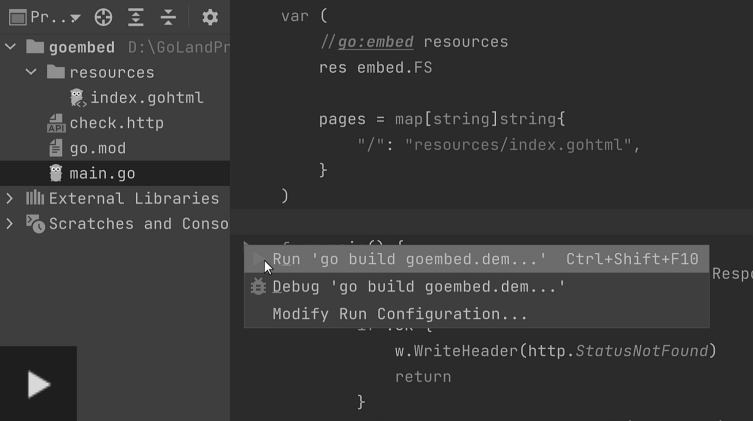 Pr...
goembed D:\GoLandPr
resources
index.gohtml
check.http
API
go.mod
main.go
External Libraries
Scratches and Conso
var (
//go:embed resources
res embed.FS
pages = map[string]string{
"/": "resources/index.gohtml",
}
)
Run 'go build goembed.dem...' Ctrl+Shift+F10
Respo
Debug 'go build goembed.dem...'
Modify Run Configuration...
w.WriteHeader(http.StatusNotFound)
return
}